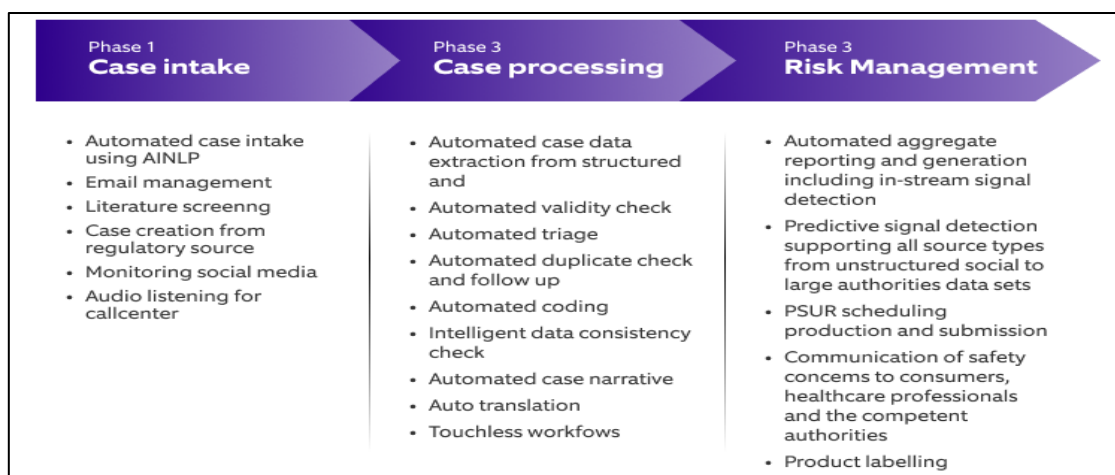 Phase 1
Case intake
Phase 3
Case processing
Phase 3
Risk Management
• Automated case intake
using AINLP
• Email management
• Literature screenng
• Case creation from
regulatory source
• Monitoring social media
• Audio listening for
callcenter
• Automated case data
extraction from structured
and
• Automated validity check
• Automated triage
• Automated duplicate check
and follow up
• Automated coding
• Intelligent data consistency
check
• Automated case narrative
• Auto translation
• Touchless workfows
• Automated aggregate
reporting and generation
including in-stream signal
detection
• Predictive signal detection
supporting all source types
from unstructured social to
large authorities data sets
• PSUR scheduling
production and submission
• Communication of safety
concems to consumers,
healthcare professionals
and the competent
authorities
• Product labelling